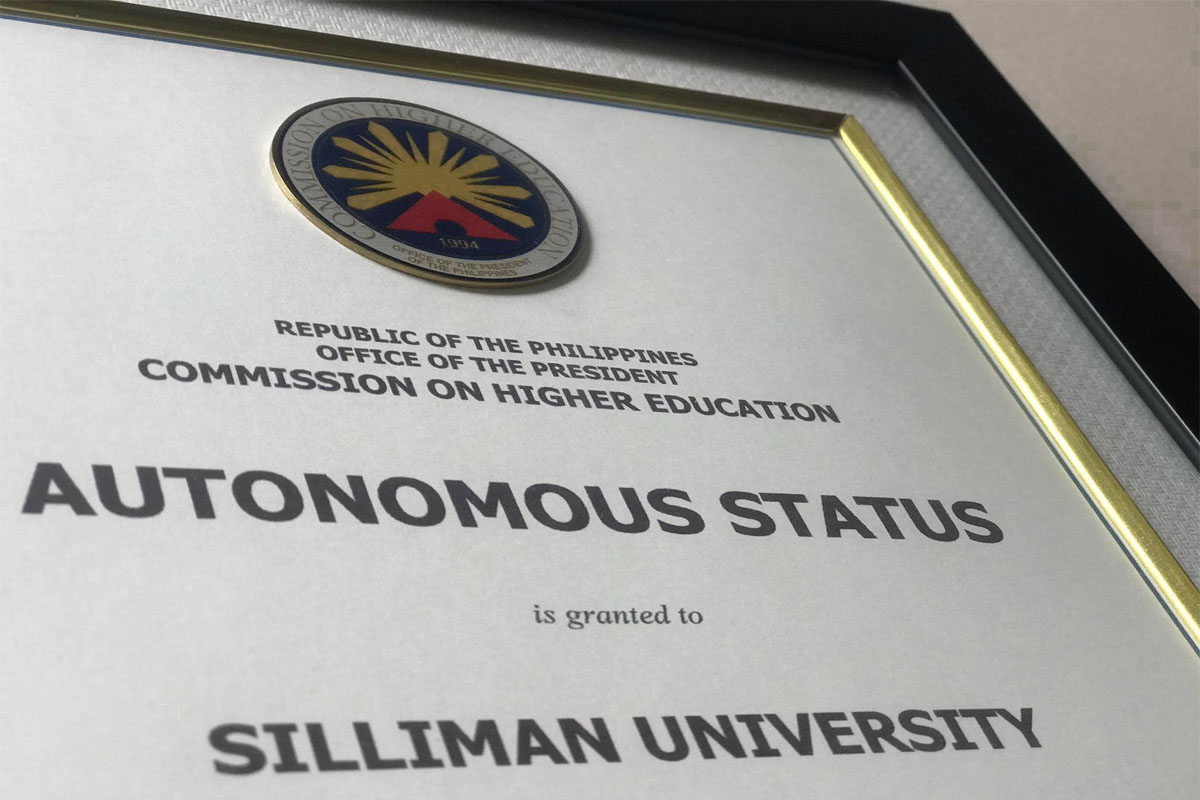 COMMISSION ON HIGHER EDUCATION
1994
OFFICE OF THE PRESIDENT
OF THE PHILIPPINES
REPUBLIC OF THE PHILIPPINES
OFFICE OF THE PRESIDENT
COMMISSION ON HIGHER EDUCATION
AUTONOMOUS STATUS
is granted to
SILLIMAN UNIVERSITY